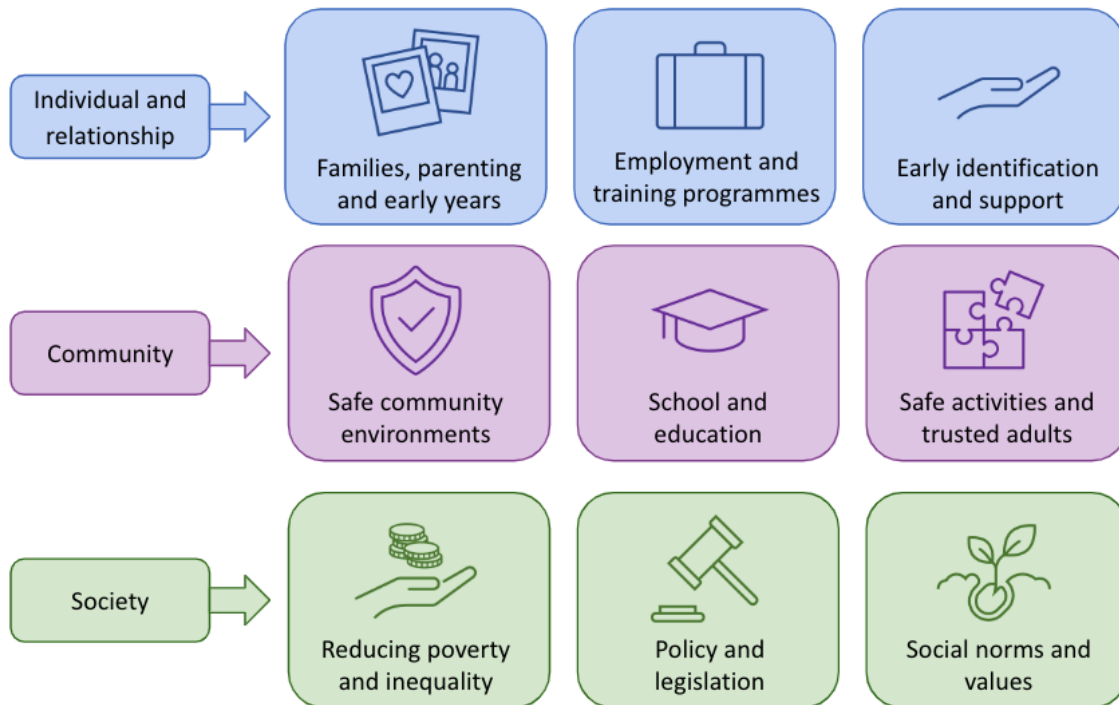 Individual and
relationship
Families, parenting
and early years
Employment and
training programmes
Early identification
and support
Community
Safe community
environments
School and
education
Safe activities and
trusted adults
Society
Reducing poverty
and inequality
Policy and
legislation
Social norms and
values